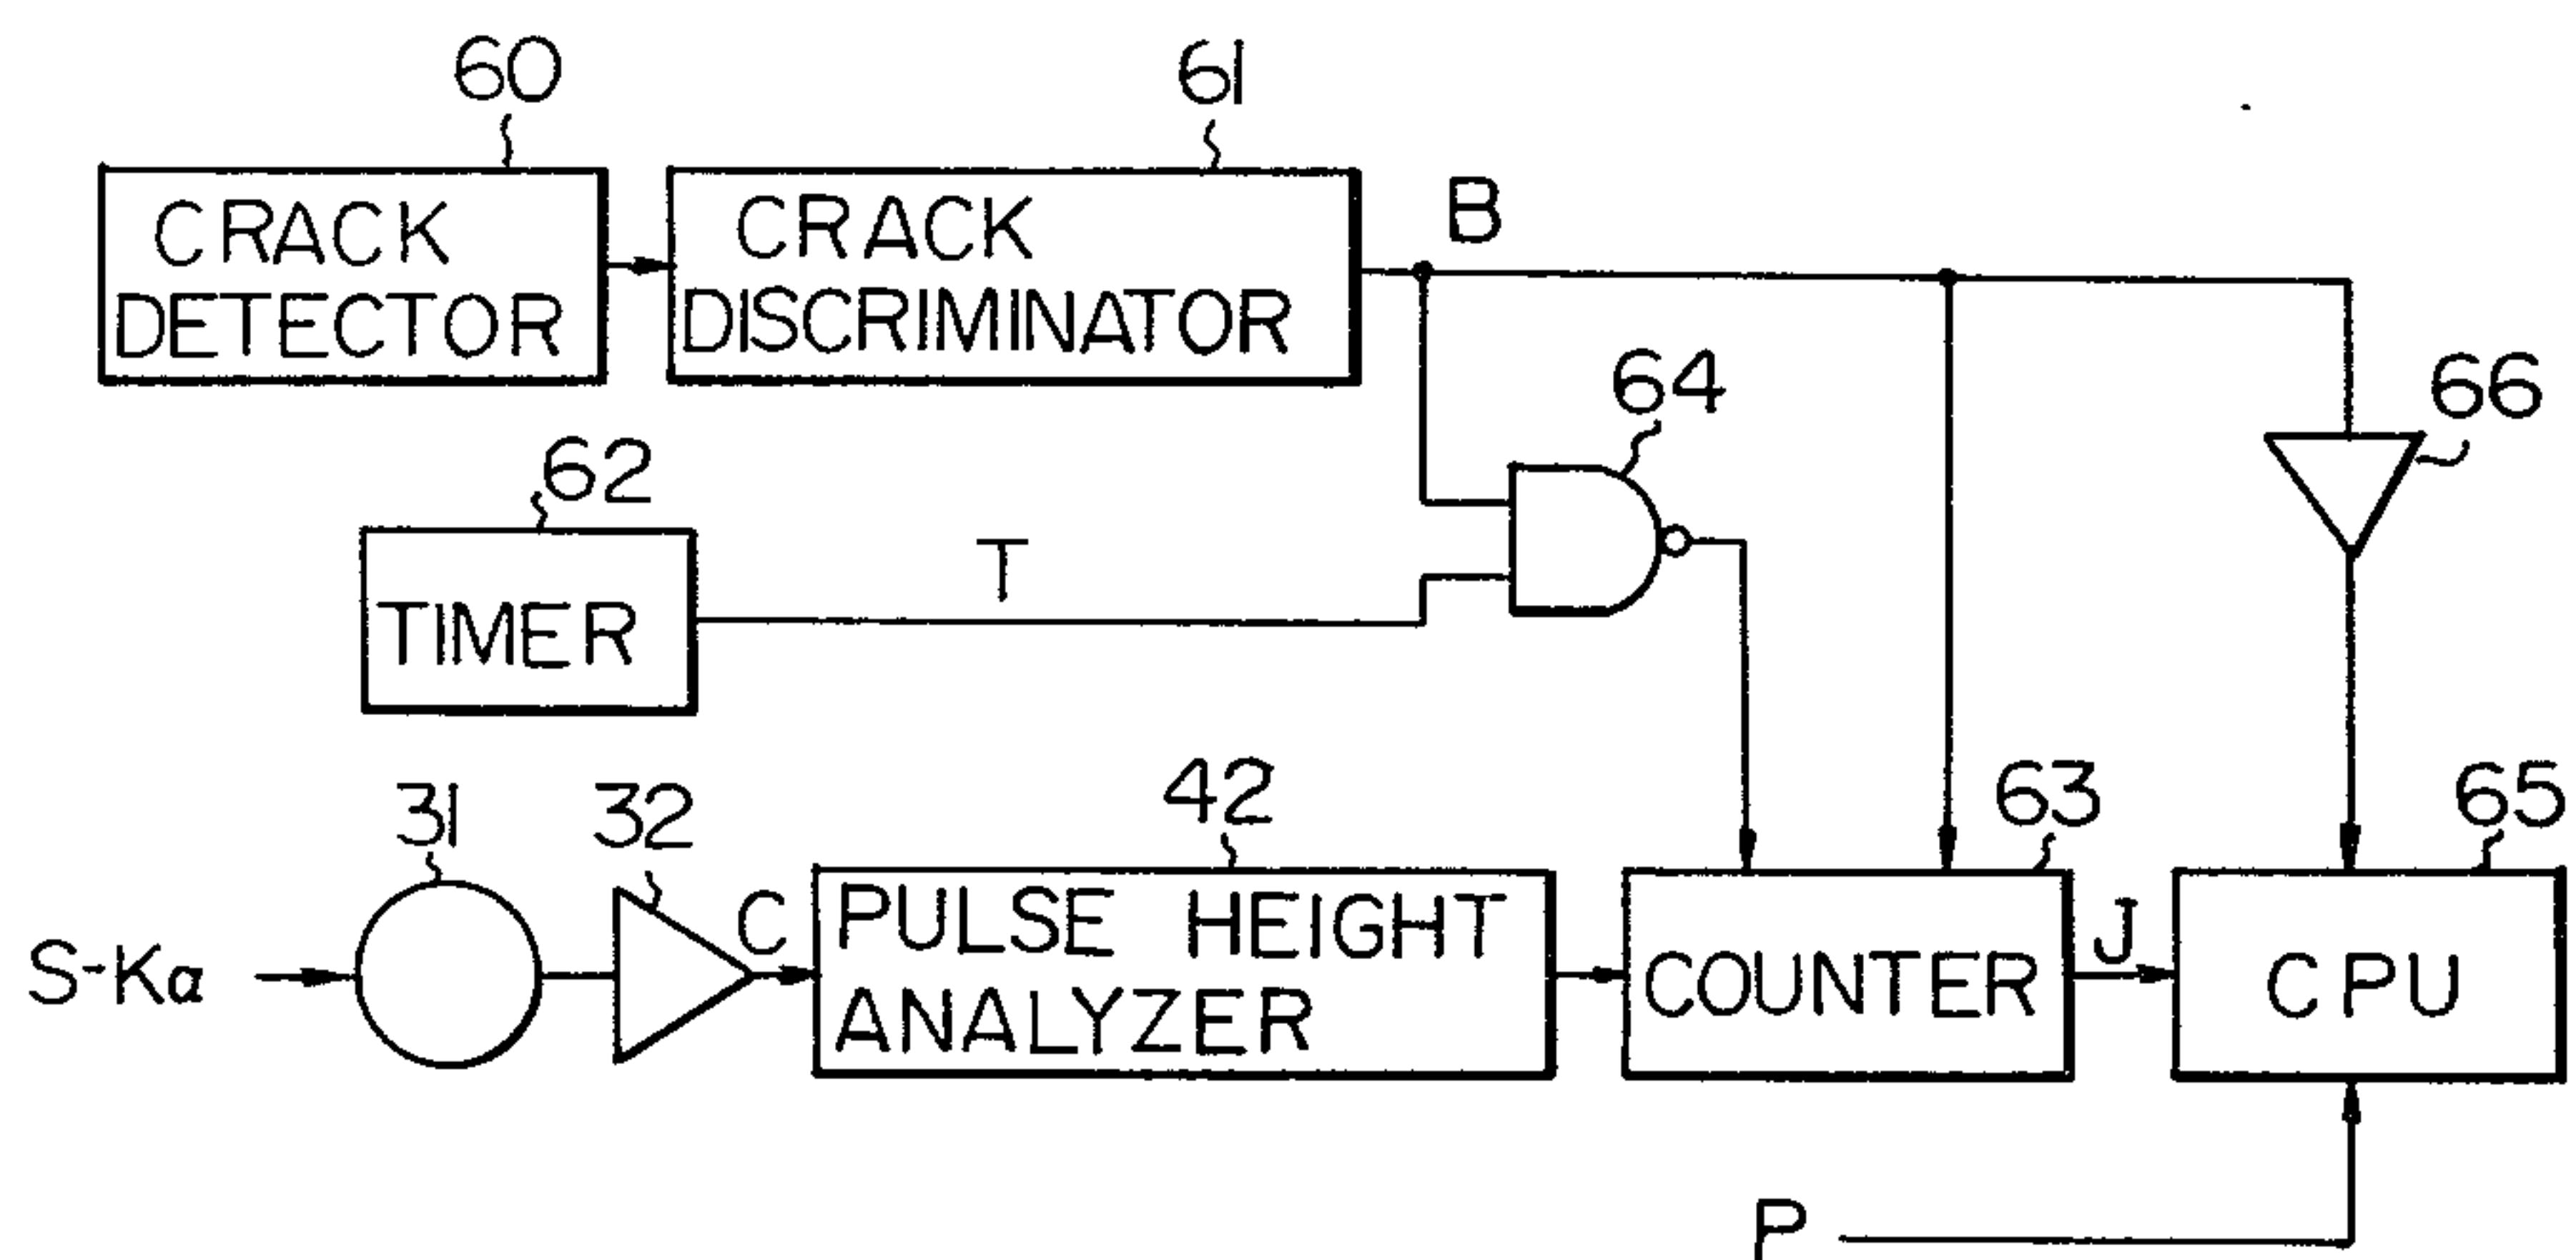 60
61
CRACK
DETECTOR
CRACK
DISCRIMINATOR
B
64
66
62
TIMER
T
31
32
42
63
65
S-Kα
C
PULSE HEIGHT
ANALYZER
COUNTER
J
CPU
P